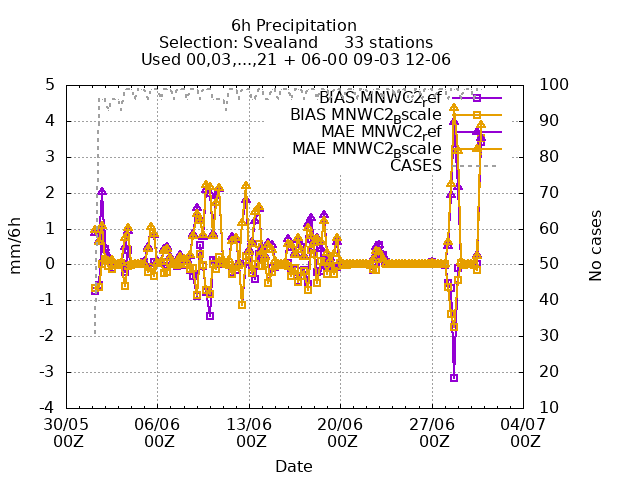 6h Precipitation
Selection: Svealand 33 stations
Used 00,03,...,21 + 06-00 09-03 12-06
5 100
BIAS MNWC2_ref
BIAS MNWC2_Bscale
MAE MNWC2_ref
MAE MNWC2_Bscale
CASES
4 90
3 80
2 70
1 60
0 50
-1 40
-2 30
-3 20
-4 10
mm/6h
No cases
30/05 06/06 13/06 20/06 27/06 04/07
00Z 00Z 00Z 00Z 00Z 00Z
Date